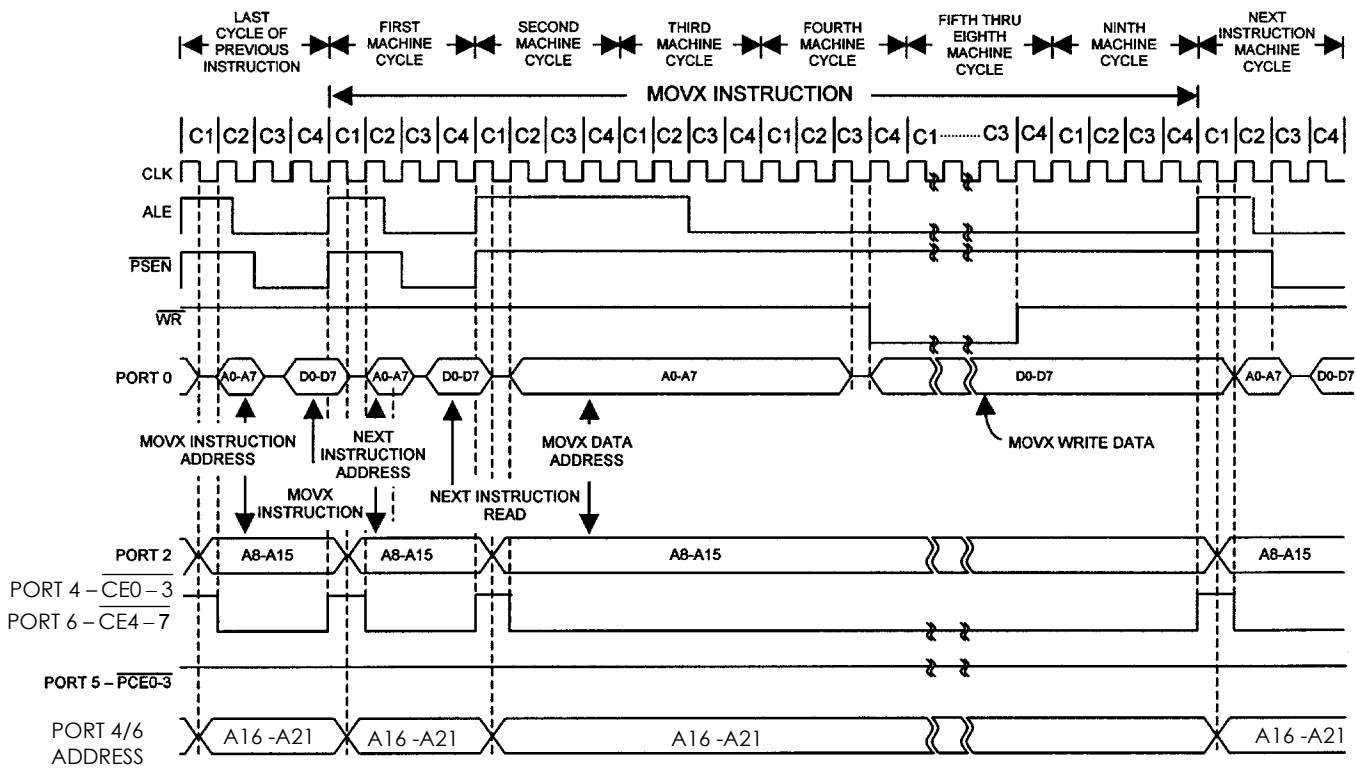 LAST
CYCLE OF
PREVIOUS
INSTRUCTION
FIRST
MACHINE
CYCLE
SECOND
MACHINE
CYCLE
THIRD
MACHINE
CYCLE
FOURTH
MACHINE
CYCLE
FIFTH THRU
EIGHTH
MACHINE
CYCLE
NINTH
MACHINE
CYCLE
NEXT
INSTRUCTION
MACHINE
CYCLE
MOVX INSTRUCTION
C1 C2 C3 C4 C1 C2 C3 C4 C1 C2 C3 C4 C1 C2 C3 C4 C1 C2 C3 C4 C1 ........ C3 C4 C1 C2 C3 C4 C1 C2 C3 C4
CLK
ALE
PSEN
WR
PORT 0 A0-A7 D0-D7 A0-A7 D0-D7 A0-A7 D0-D7 A0-A7 D0-D7
MOVX INSTRUCTION
ADDRESS
NEXT
INSTRUCTION
ADDRESS
MOVX DATA
ADDRESS
MOVX WRITE DATA
MOVX
INSTRUCTION
NEXT INSTRUCTION
READ
PORT 2 A8-A15 A8-A15 A8-A15 A8-A15
PORT 4 – CE0 – 3
PORT 6 – CE4 – 7
PORT 5 – PCE0-3
PORT 4/6
ADDRESS
A16 -A21 A16 -A21 A16 -A21 A16 -A21